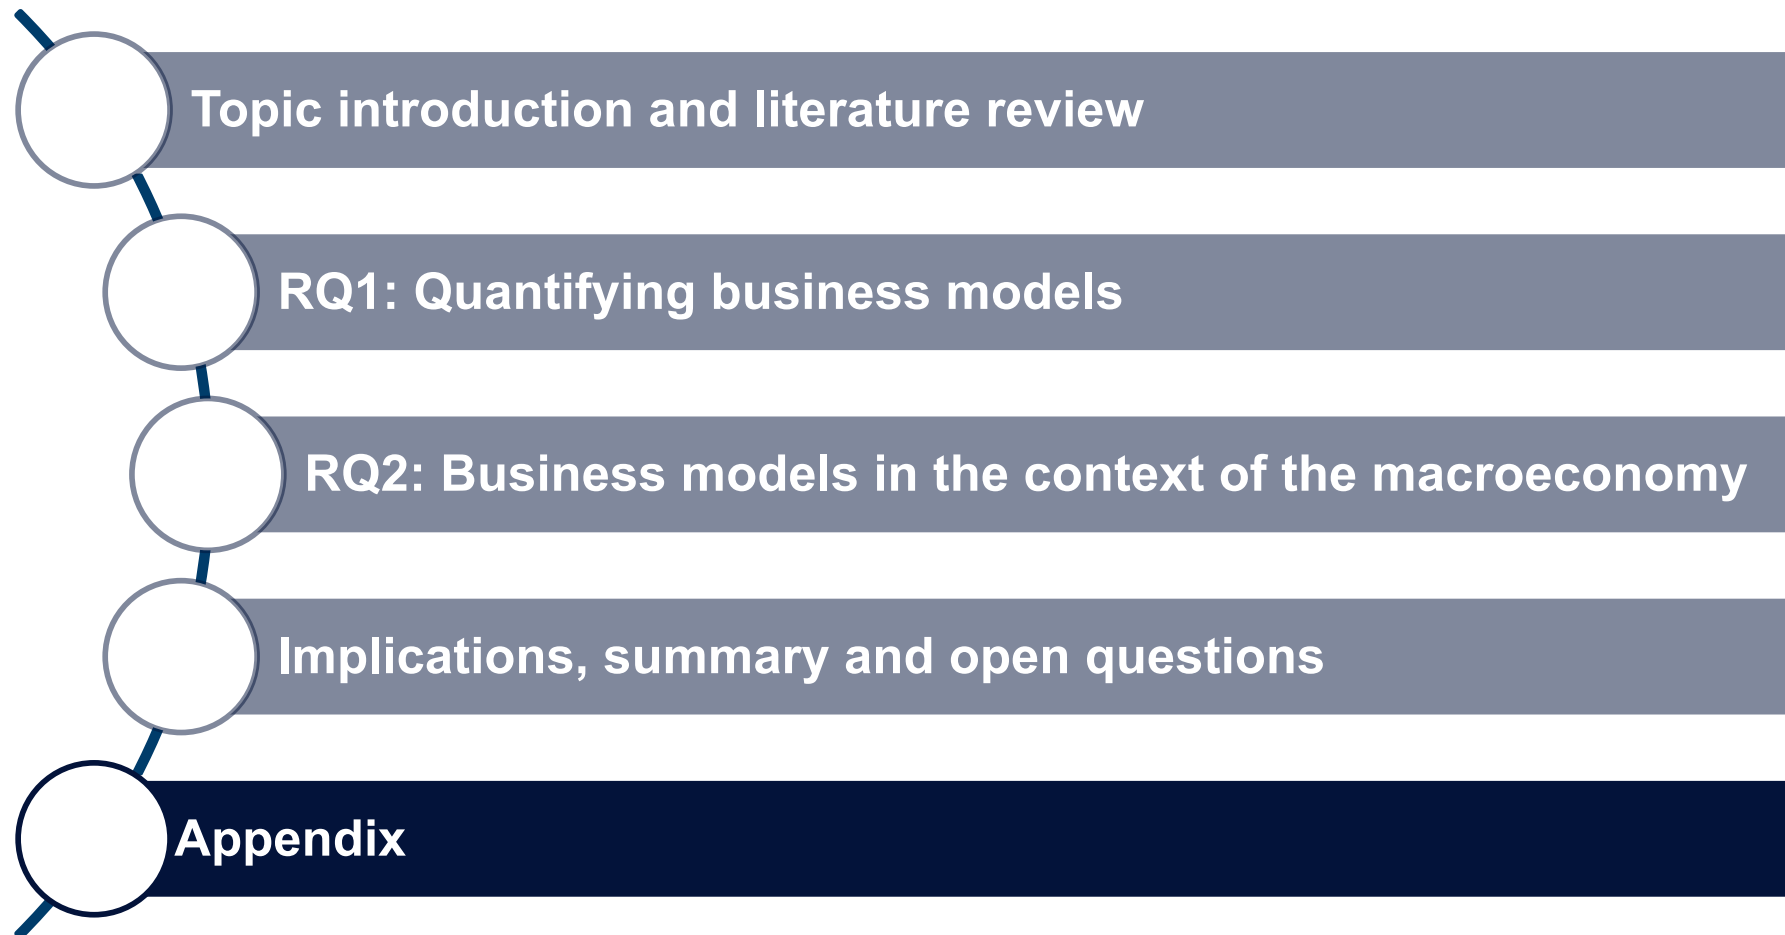 Topic introduction and literature review
RQ1: Quantifying business models
RQ2: Business models in the context of the macroeconomy
Implications, summary and open questions
Appendix